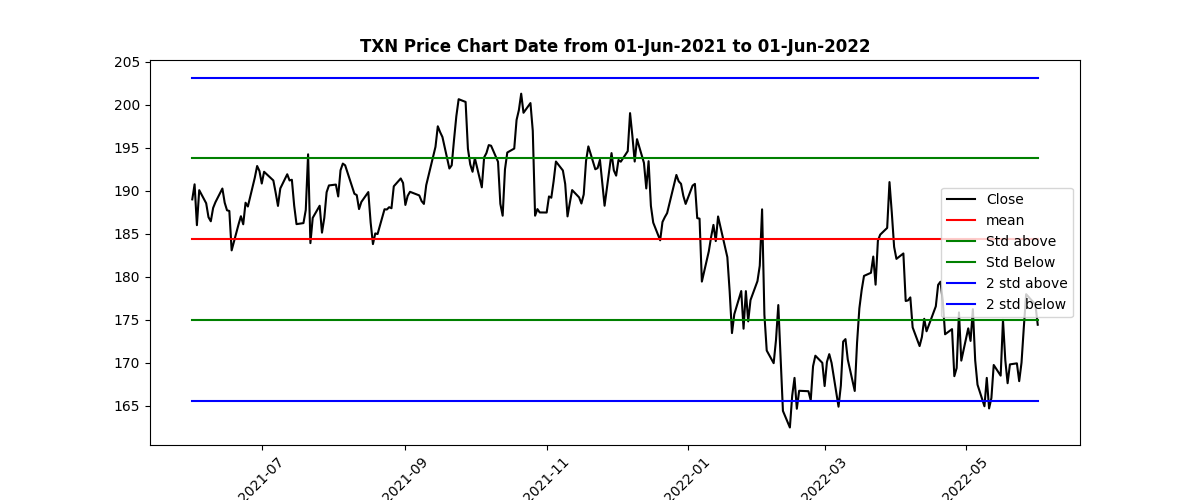 TXN Price Chart Date from 01-Jun-2021 to 01-Jun-2022
205
200
195
190
185
180
175
170
165
Close
mean
Std above
Std Below
2 std above
2 std below
2021-07
2021-09
2021-11
2022-01
2022-03
2022-05